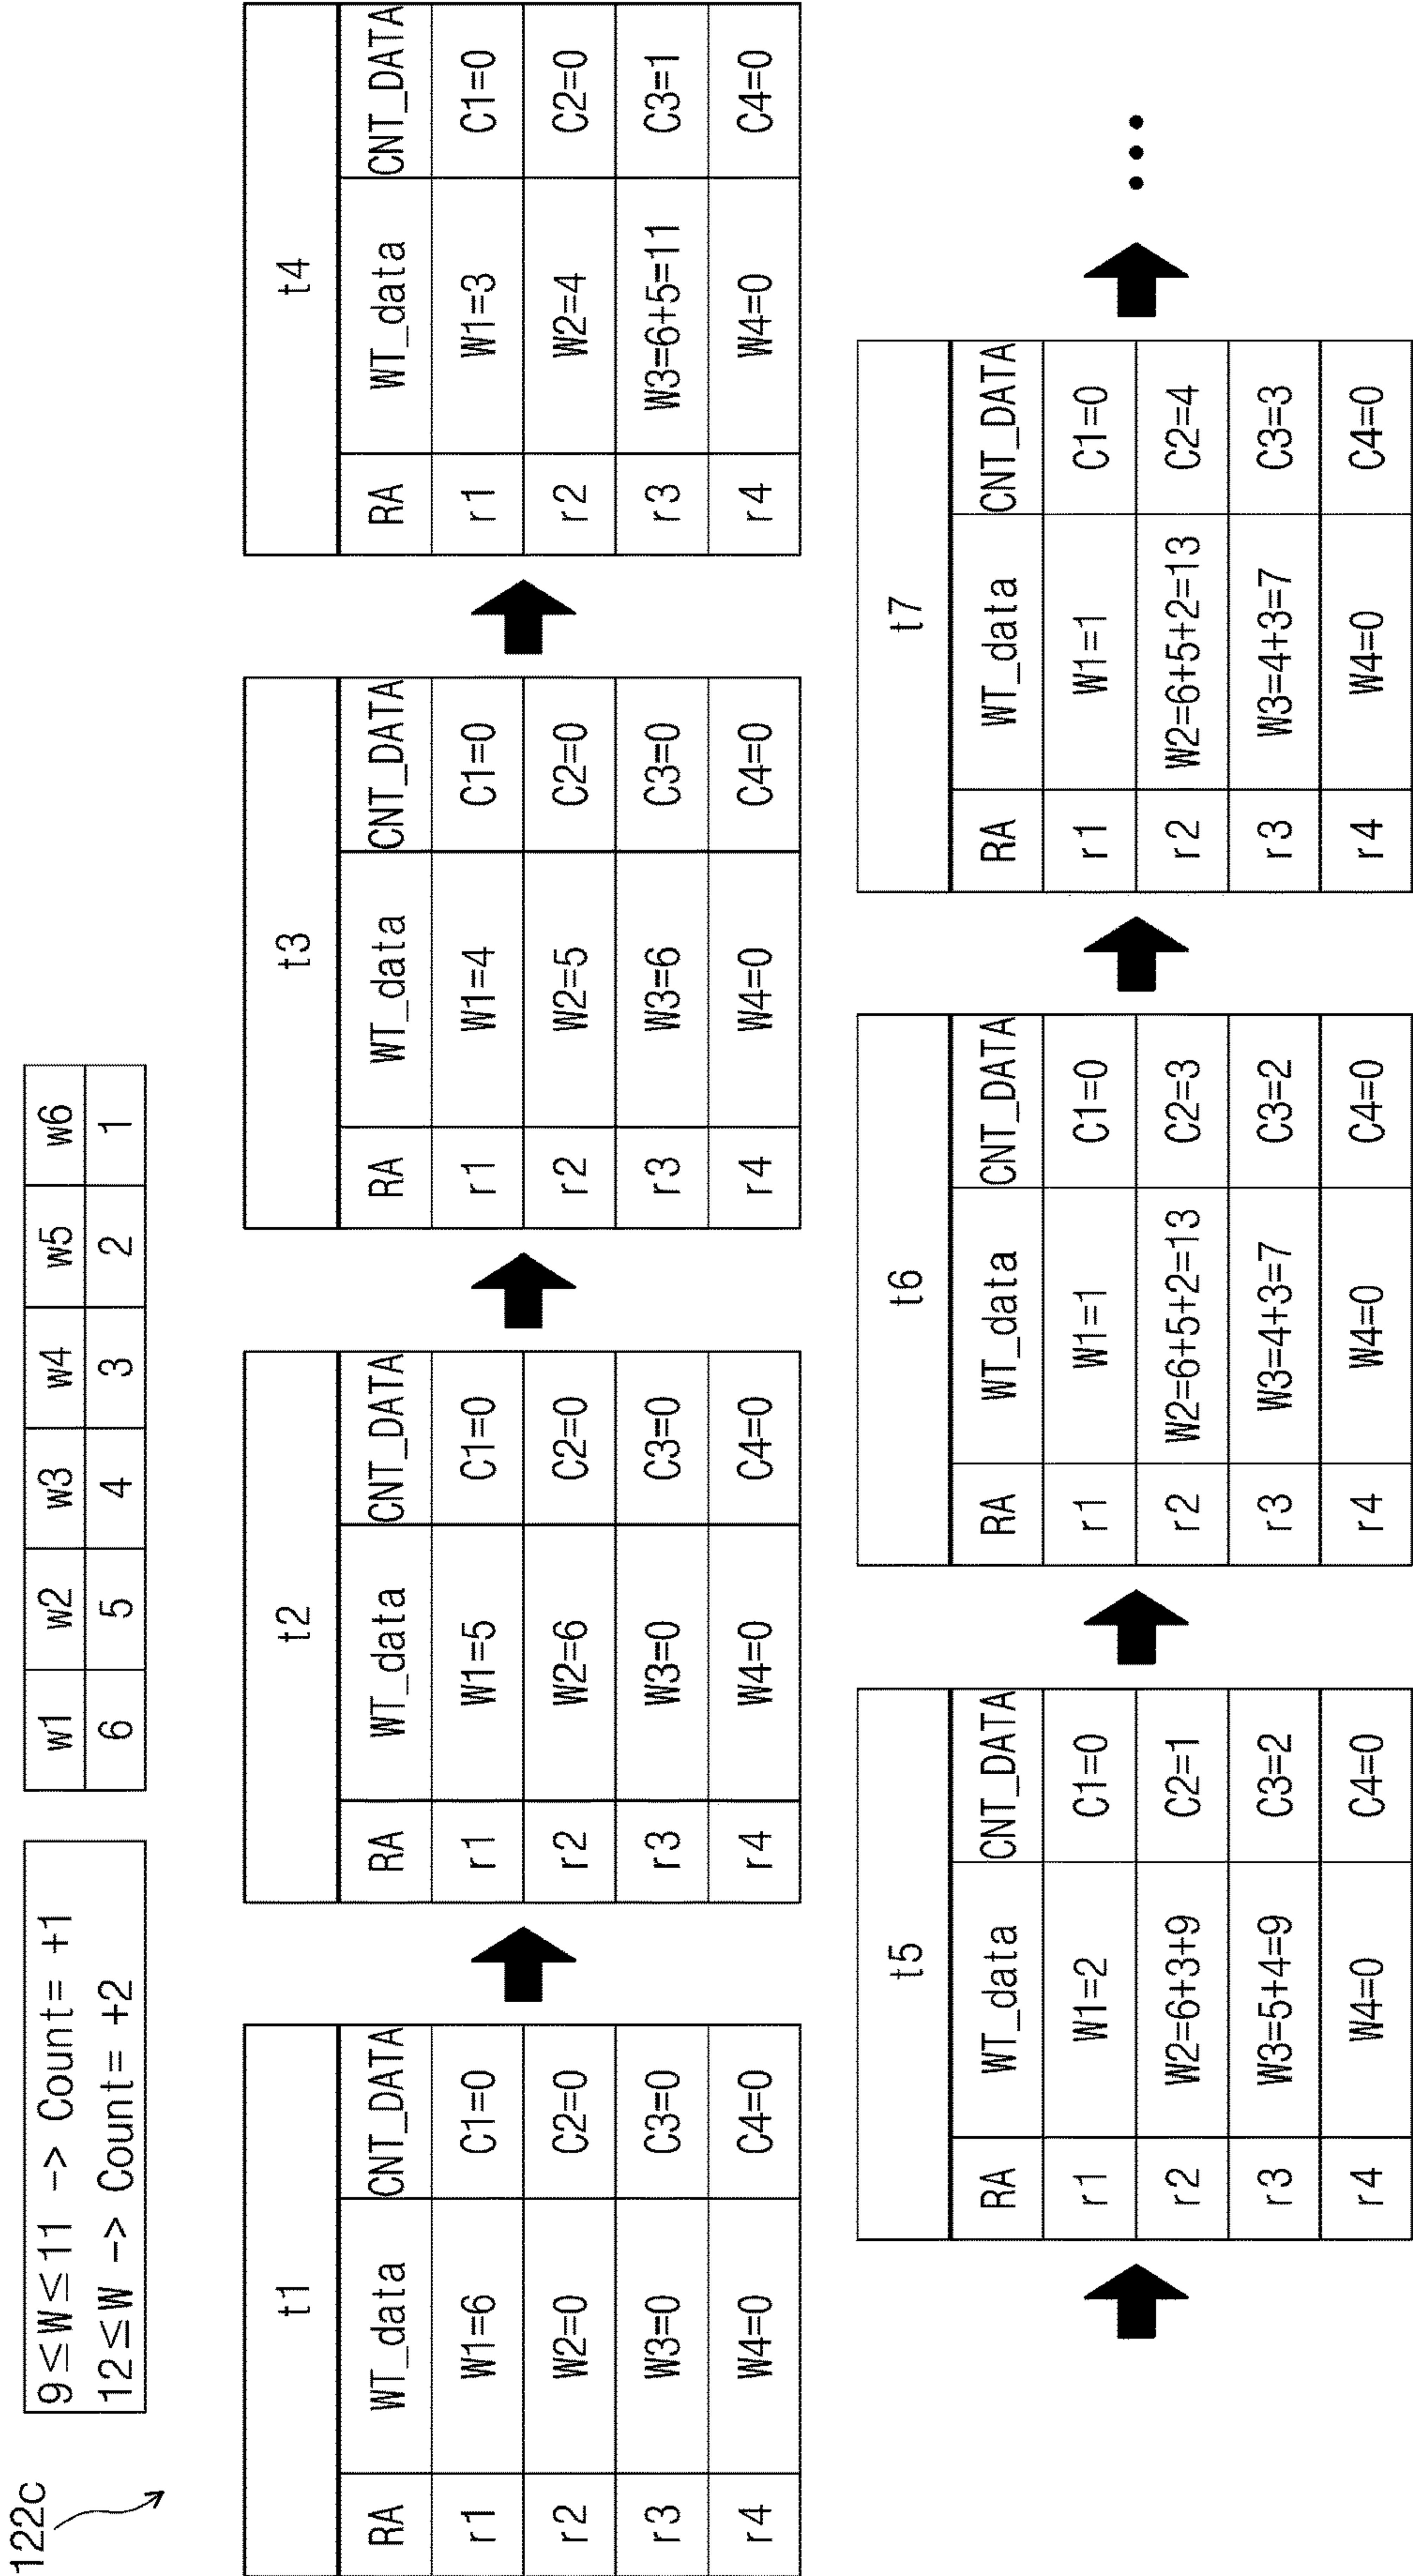 122c
9≤W≤11 -> Count= +1
12≤W -> Count= +2
w1 w2 w3 w4 w5 w6
6 5 4 3 2 1
t1
RA WT_data CNT_DATA
r1 W1=6 C1=0
r2 W2=0 C2=0
r3 W3=0 C3=0
r4 W4=0 C4=0
t2
RA WT_data CNT_DATA
r1 W1=5 C1=0
r2 W2=6 C2=0
r3 W3=0 C3=0
r4 W4=0 C4=0
t3
RA WT_data CNT_DATA
r1 W1=4 C1=0
r2 W2=5 C2=0
r3 W3=6 C3=0
r4 W4=0 C4=0
t4
RA WT_data CNT_DATA
r1 W1=3 C1=0
r2 W2=4 C2=0
r3 W3=6+5=11 C3=1
r4 W4=0 C4=0
t5
RA WT_data CNT_DATA
r1 W1=2 C1=0
r2 W2=6+3+9 C2=1
r3 W3=5+4=9 C3=2
r4 W4=0 C4=0
t6
RA WT_data CNT_DATA
r1 W1=1 C1=0
r2 W2=6+5+2=13 C2=3
r3 W3=4+3=7 C3=2
r4 W4=0 C4=0
t7
RA WT_data CNT_DATA
r1 W1=1 C1=0
r2 W2=6+5+2=13 C2=4
r3 W3=4+3=7 C3=3
r4 W4=0 C4=0